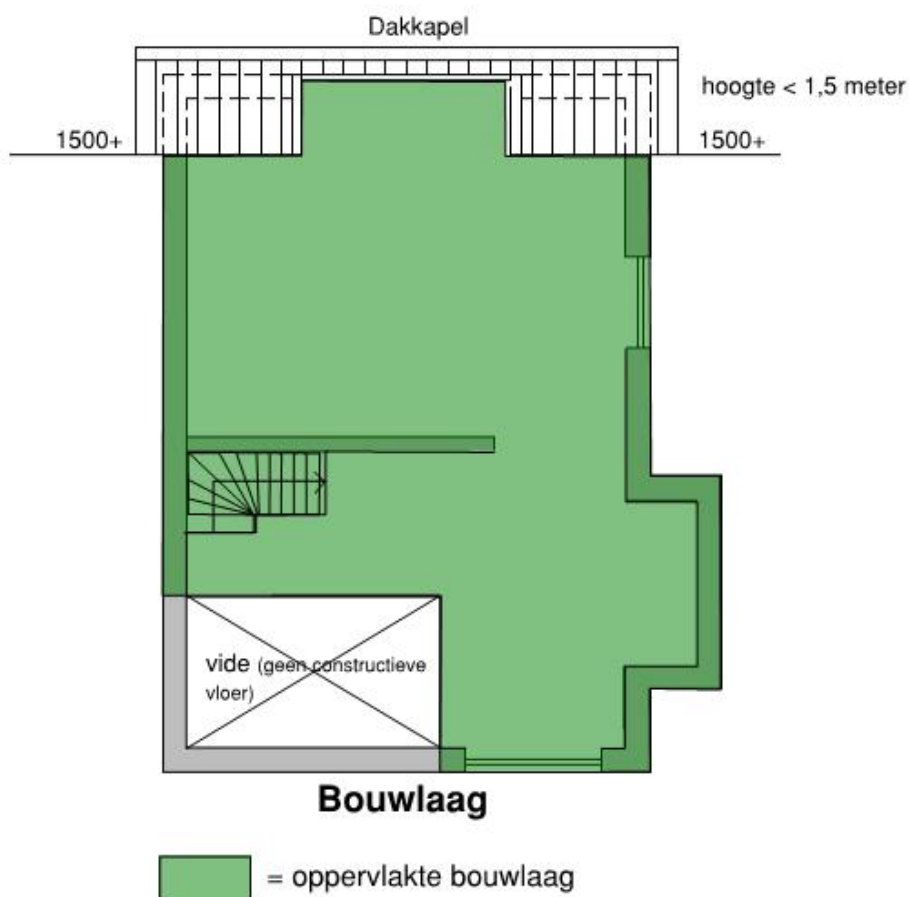 Dakkapel
hoogte < 1,5 meter
1500+ 1500+
vide (geen constructieve
vloer)
Bouwlaag
= oppervlakte bouwlaag